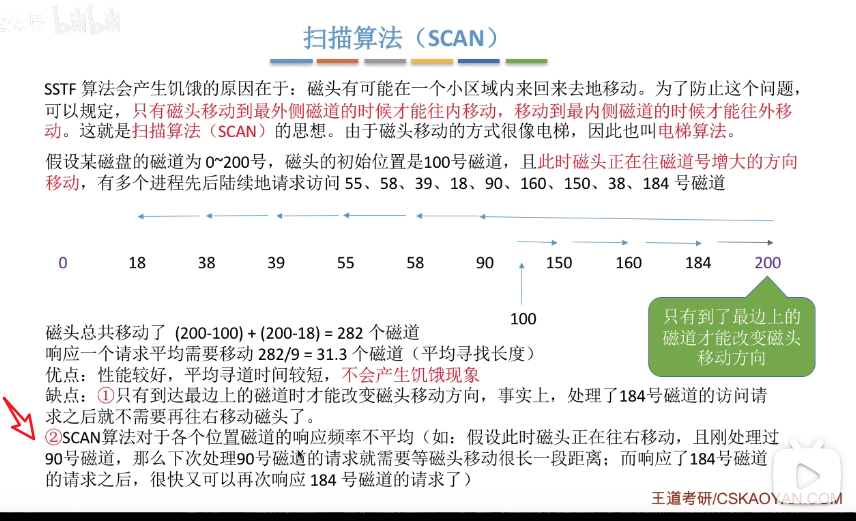 bilibili
扫描算法（SCAN）
SSTF 算法会产生饥饿的原因在于：磁头有可能在一个小区域内来回来去地移动。为了防止这个问题，
可以规定，只有磁头移动到最外侧磁道的时候才能往内移动，移动到最内侧磁道的时候才能往外移
动。这就是扫描算法（SCAN）的思想。由于磁头移动的方式很像电梯，因此也叫电梯算法。
假设某磁盘的磁道为 0~200号，磁头的初始位置是100号磁道，且此时磁头正在往磁道号增大的方向
移动，有多个进程先后陆续地请求访问 55、58、39、18、90、160、150、38、184 号磁道
0 18 38 39 55 58 90 150 160 184 200
100
只有到了最边上的
磁道才能改变磁头
移动方向
磁头总共移动了 (200-100) + (200-18) = 282 个磁道
响应一个请求平均需要移动 282/9 = 31.3 个磁道（平均寻找长度）
优点：性能较好，平均寻道时间较短，不会产生饥饿现象
缺点：①只有到达最边上的磁道时才能改变磁头移动方向，事实上，处理了184号磁道的访问请
求之后就不需要再往右移动磁头了。
②SCAN算法对于各个位置磁道的响应频率不平均（如：假设此时磁头正在往右移动，且刚处理过
90号磁道，那么下次处理90号磁道的请求就需要等磁头移动很长一段距离；而响应了184号磁道
的请求之后，很快又可以再次响应 184 号磁道的请求了）
王道考研/CSKAOYAN.COM